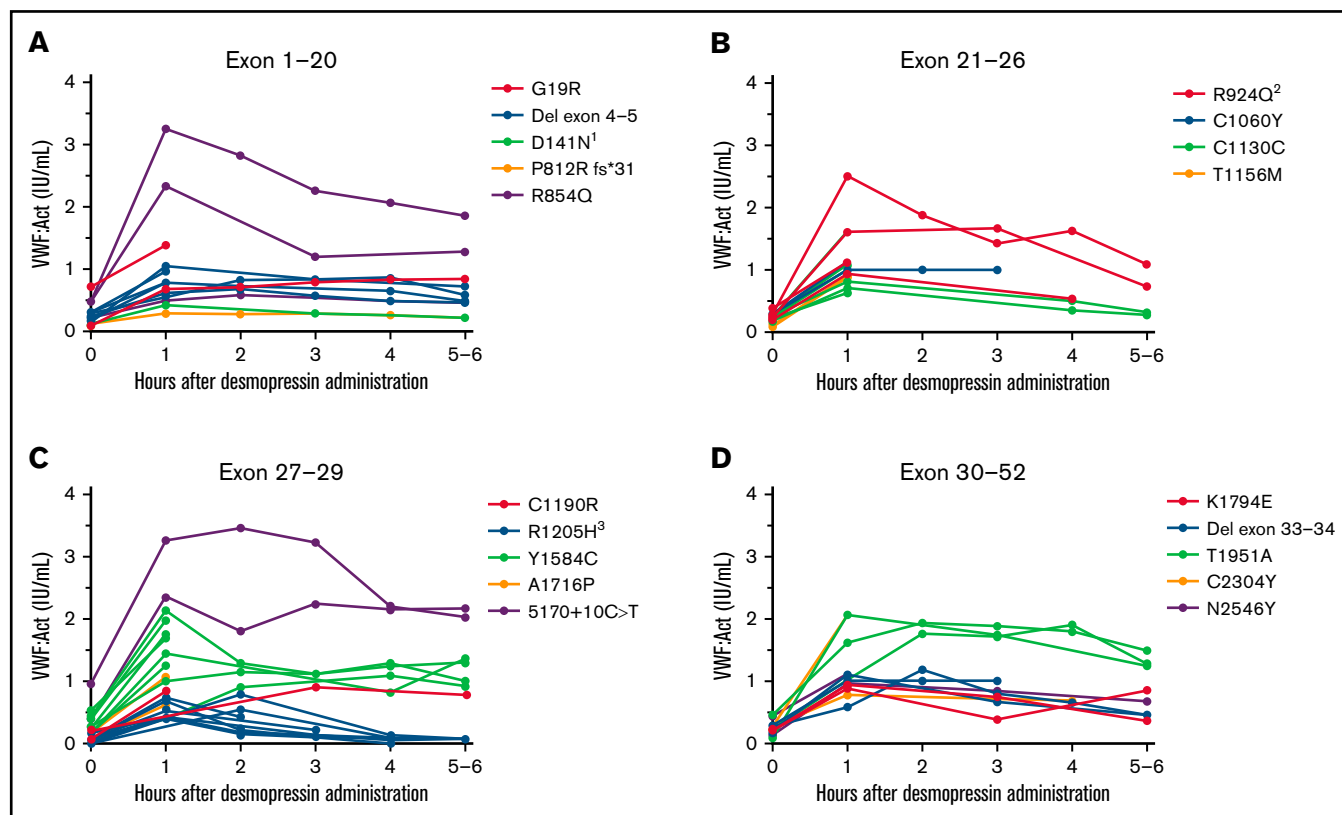 A
Exon 1–20
VWF:Act (IU/mL)
4
3
2
1
0
0 1 2 3 4 5–6
Hours after desmopressin administration
G19R
Del exon 4–5
D141N¹
P812R fs*31
R854Q
B
Exon 21–26
VWF:Act (IU/mL)
4
3
2
1
0
0 1 2 3 4 5–6
Hours after desmopressin administration
R924Q²
C1060Y
C1130C
T1156M
C
Exon 27–29
VWF:Act (IU/mL)
4
3
2
1
0
0 1 2 3 4 5–6
Hours after desmopressin administration
C1190R
R1205H³
Y1584C
A1716P
5170+10C>T
D
Exon 30–52
VWF:Act (IU/mL)
4
3
2
1
0
0 1 2 3 4 5–6
Hours after desmopressin administration
K1794E
Del exon 33–34
T1951A
C2304Y
N2546Y